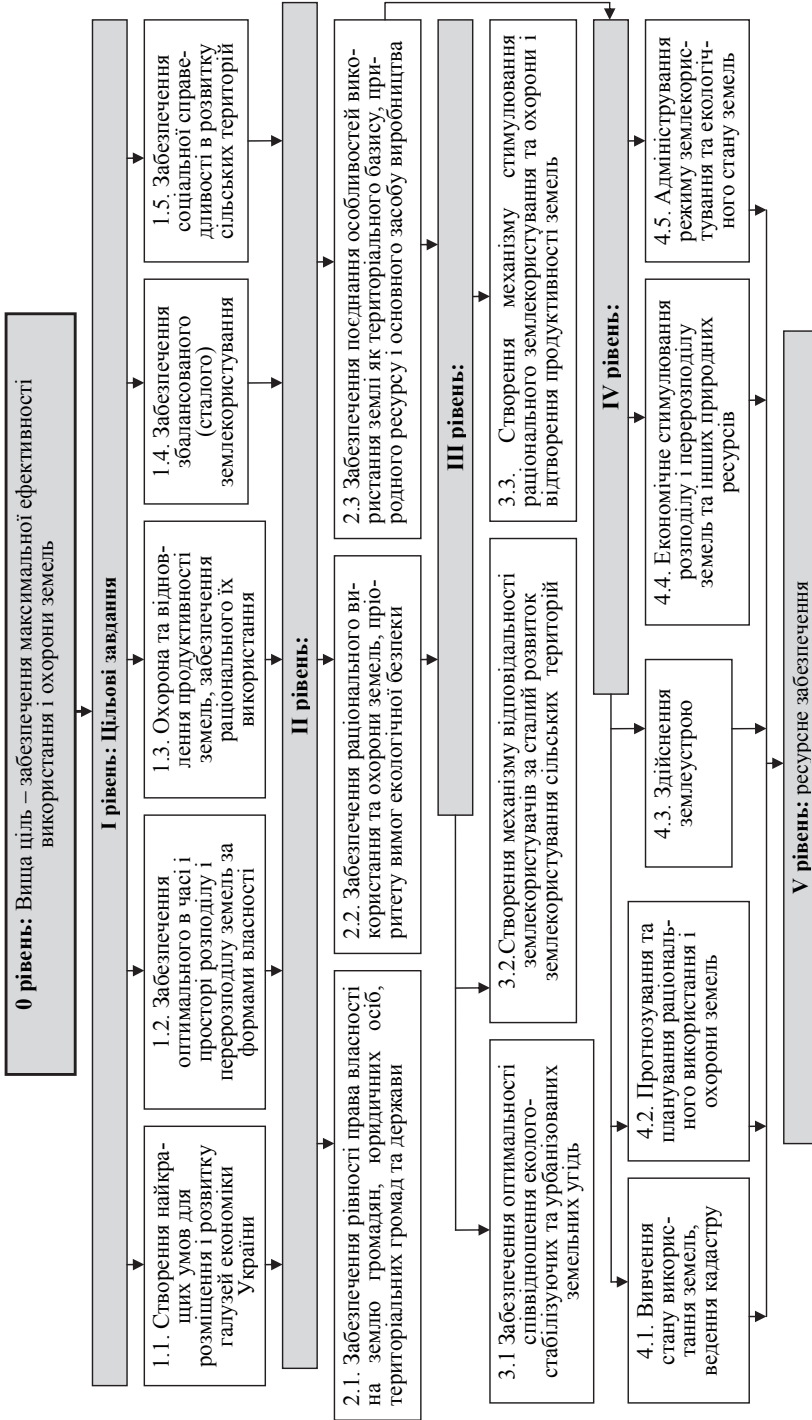 0 рівень: Вища ціль – забезпечення максимальної ефективності
використання і охорони земель
І рівень: Цільові завдання
1.1. Створення найкра-
щих умов для
розміщення і розвитку
галузей економіки
України
1.2. Забезпечення
оптимального в часі і
просторі розподілу і
перерозподілу земель за
формами власності
1.3. Охорона та віднов-
лення продуктивності
земель, забезпечення
раціонального їх
використання
1.4. Забезпечення
збалансованого
(сталого)
землекористування
1.5. Забезпечення
соціальної справе-
дливості в розвитку
сільських територій
ІІ рівень:
2.1. Забезпечення рівності права власності
на землю громадян, юридичних осіб,
територіальних громад та держави
2.2. Забезпечення раціонального ви-
користання та охорони земель, пріо-
ритету вимог екологічної безпеки
2.3 Забезпечення поєднання особливостей вико-
ристання землі як територіального базису, при-
родного ресурсу і основного засобу виробництва
ІІІ рівень:
3.1 Забезпечення оптимальності
співвідношення еколого-
стабілізуючих та урбанізованих
земельних угідь
3.2.Створення механізму відповідальності
землекористувачів за сталий розвиток
землекористування сільських територій
3.3. Створення механізму стимулювання
раціонального землекористування та охорони і
відтворення продуктивності земель
IV рівень:
4.1. Вивчення
стану викорис-
тання земель,
ведення кадастру
4.2. Прогнозування та
планування раціональ-
ного використання і
охорони земель
4.3. Здійснення
землеустрою
4.4. Економічне стимулювання
розподілу і перерозподілу
земель та інших природних
ресурсів
4.5. Адміністрування
режиму землекорис-
тування та екологіч-
ного стану земель
V рівень: ресурсне забезпечення